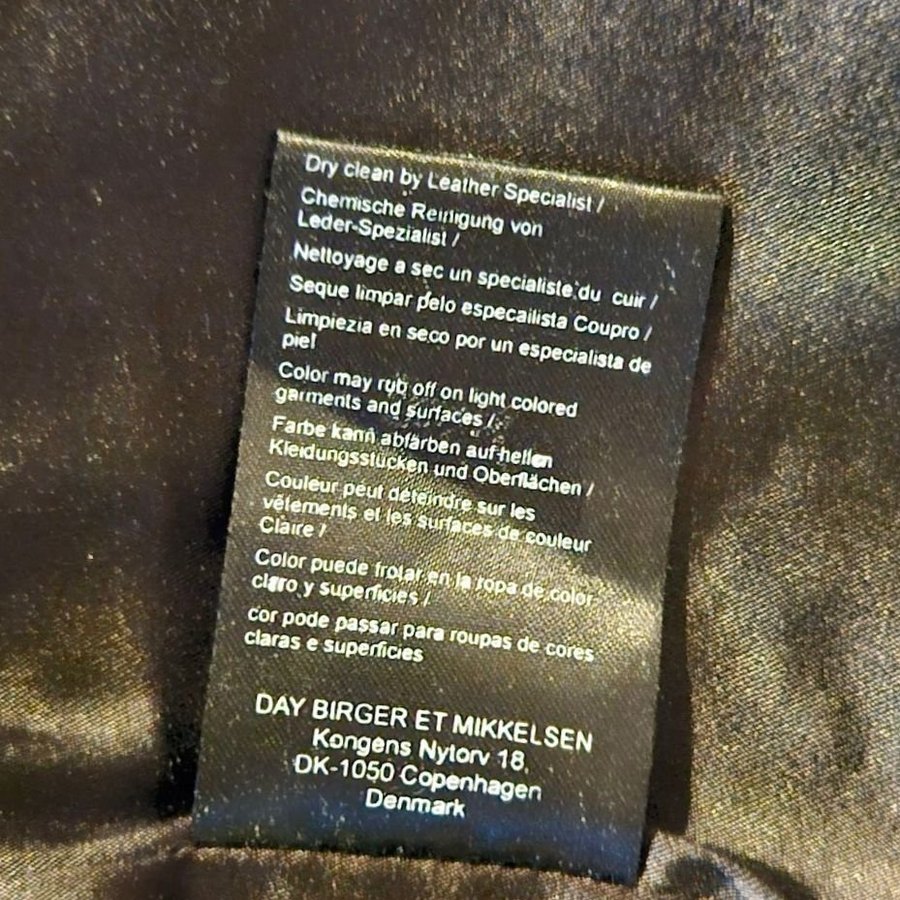 Dry clean by Leather Specialist /
Chemische Reinigung von
Leder-Spezialist /
Nettoyage a sec un specialiste du cuir /
Seque limpar pelo especailista Coupro /
Limpiezia en seco por un especialista de
piel
Color may rub off on light colored
garments and surfaces /
Farbe kann abfärben auf hellen
Kleidungsstücken und Oberflächen /
Couleur peut déteindre sur les
vêtements et les surfaces de couleur
Claire /
Color puede frotar en la ropa de color
claro y superficies /
cor pode passar para roupas de cores
claras e superfícies
DAY BIRGER ET MIKKELSEN
Kongens Nytorv 18,
DK-1050 Copenhagen
Denmark